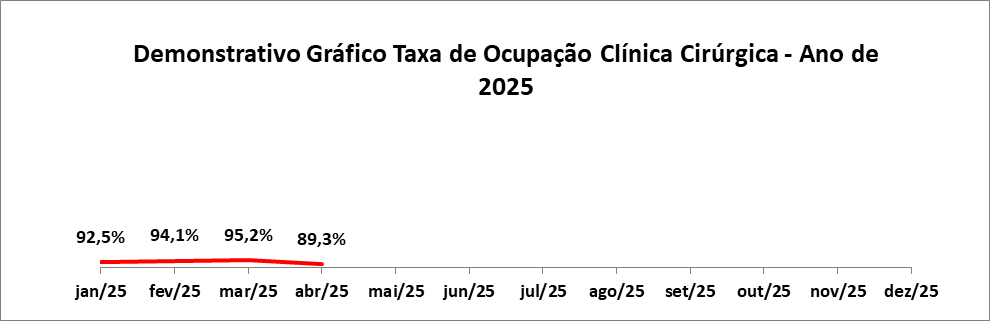 Demonstrativo Gráfico Taxa de Ocupação Clínica Cirúrgica - Ano de
2025
92,5% 94,1% 95,2% 89,3%
jan/25 fev/25 mar/25 abr/25 mai/25 jun/25 jul/25 ago/25 set/25 out/25 nov/25 dez/25